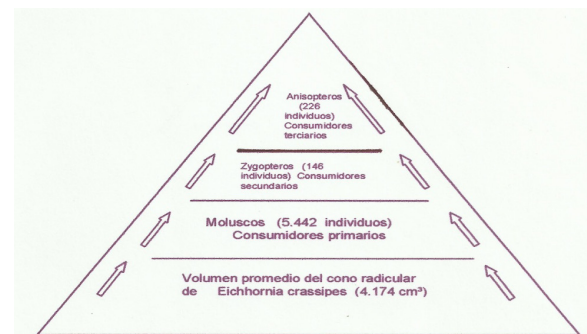 Anisopteros
(226
individuos)
Consumidores
terciarios
Zygopteros (146
individuos) Consumidores
secundarios
Moluscos (5.442 individuos)
Consumidores primarios
Volumen promedio del cono radicular
de Eichhornia crassipes (4.174 cm³)